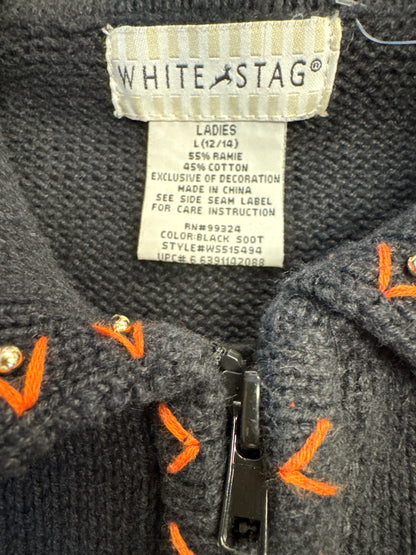 WHITE STAG®
LADIES
L (12/14)
55% RAMIE
45% COTTON
EXCLUSIVE OF DECORATION
MADE IN CHINA
SEE SIDE SEAM LABEL
FOR CARE INSTRUCTION
RN#99324
COLOR:BLACK SOOT
STYLE#WS515494
UPC# 6 6391142088